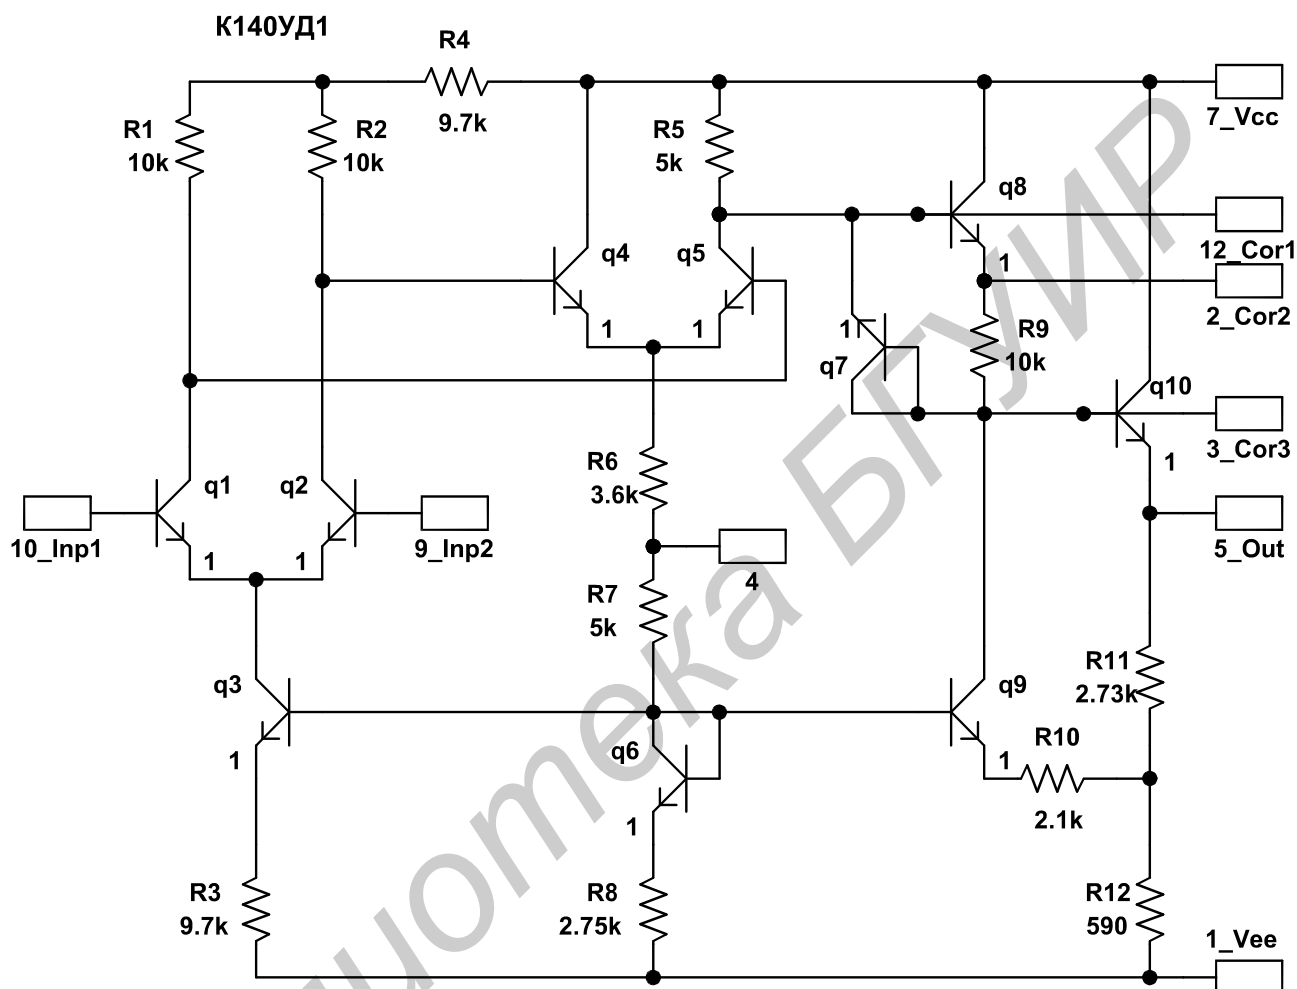 К140УД1
R4
9.7k
7_Vcc
R1
10k
R2
10k
R5
5k
q8
1
12_Cor1
q4
1
q5
1
2_Cor2
1
q7
R9
10k
q10
1
3_Cor3
R6
3.6k
q1
1
q2
1
10_Inp1
9_Inp2
5_Out
4
R7
5k
q3
1
q9
1
R11
2.73k
q6
1
R10
2.1k
R3
9.7k
R8
2.75k
R12
590
1_Vee
иотека БГУИР